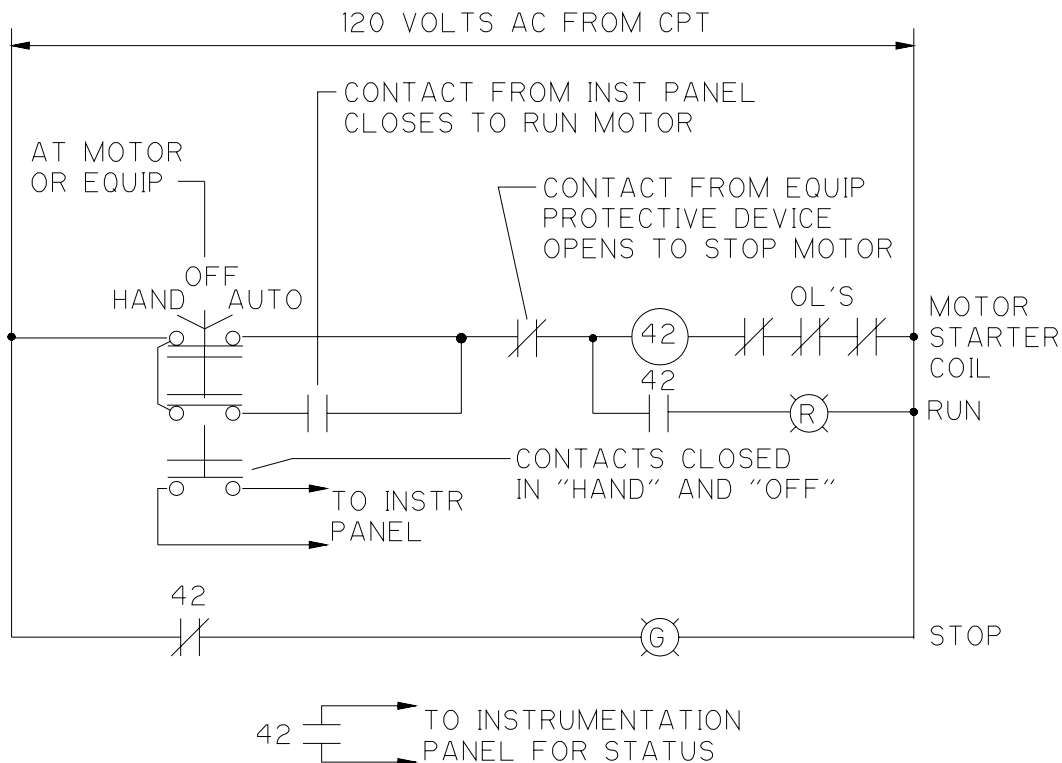 120 VOLTS AC FROM CPT
CONTACT FROM INST PANEL
CLOSES TO RUN MOTOR
AT MOTOR
OR EQUIP
CONTACT FROM EQUIP
PROTECTIVE DEVICE
OPENS TO STOP MOTOR
OFF
HAND
AUTO
OL'S
42
MOTOR
STARTER
COIL
42
R
RUN
CONTACTS CLOSED
IN "HAND" AND "OFF"
TO INSTR
PANEL
42
G
STOP
42
TO INSTRUMENTATION
PANEL FOR STATUS